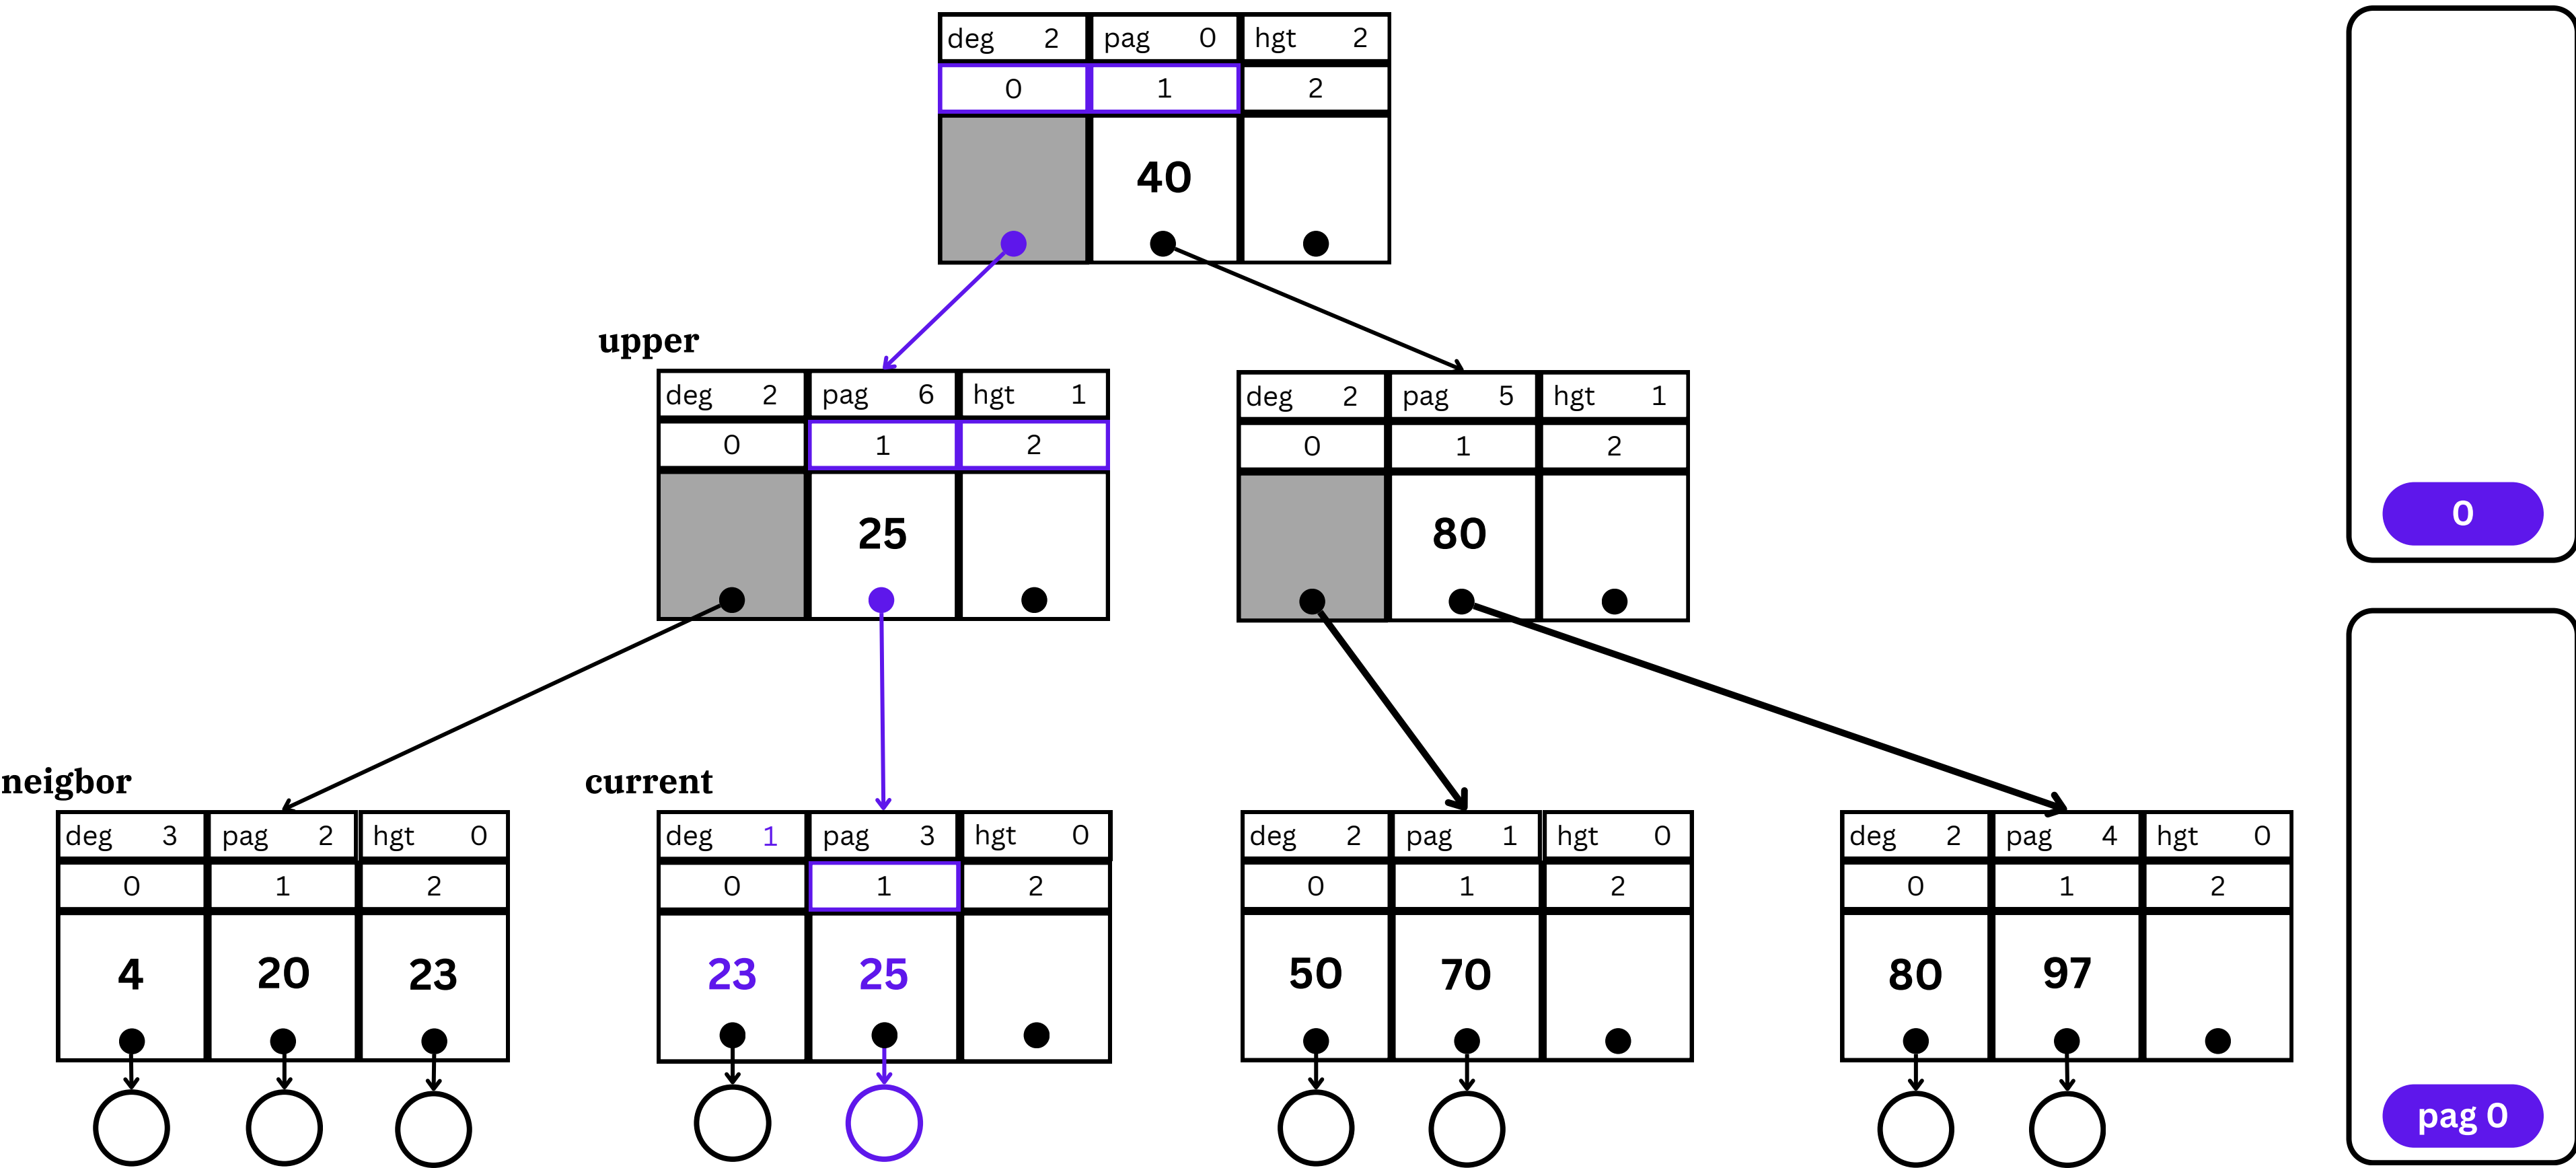 deg 2 pag 0 hgt 2
0 1 2
40
upper
deg 2 pag 6 hgt 1
0 1 2
25
deg 2 pag 5 hgt 1
0 1 2
80
0
neigbor
deg 3 pag 2 hgt 0
0 1 2
4 20 23
current
deg 1 pag 3 hgt 0
0 1 2
23 25
deg 2 pag 1 hgt 0
0 1 2
50 70
deg 2 pag 4 hgt 0
0 1 2
80 97
pag 0